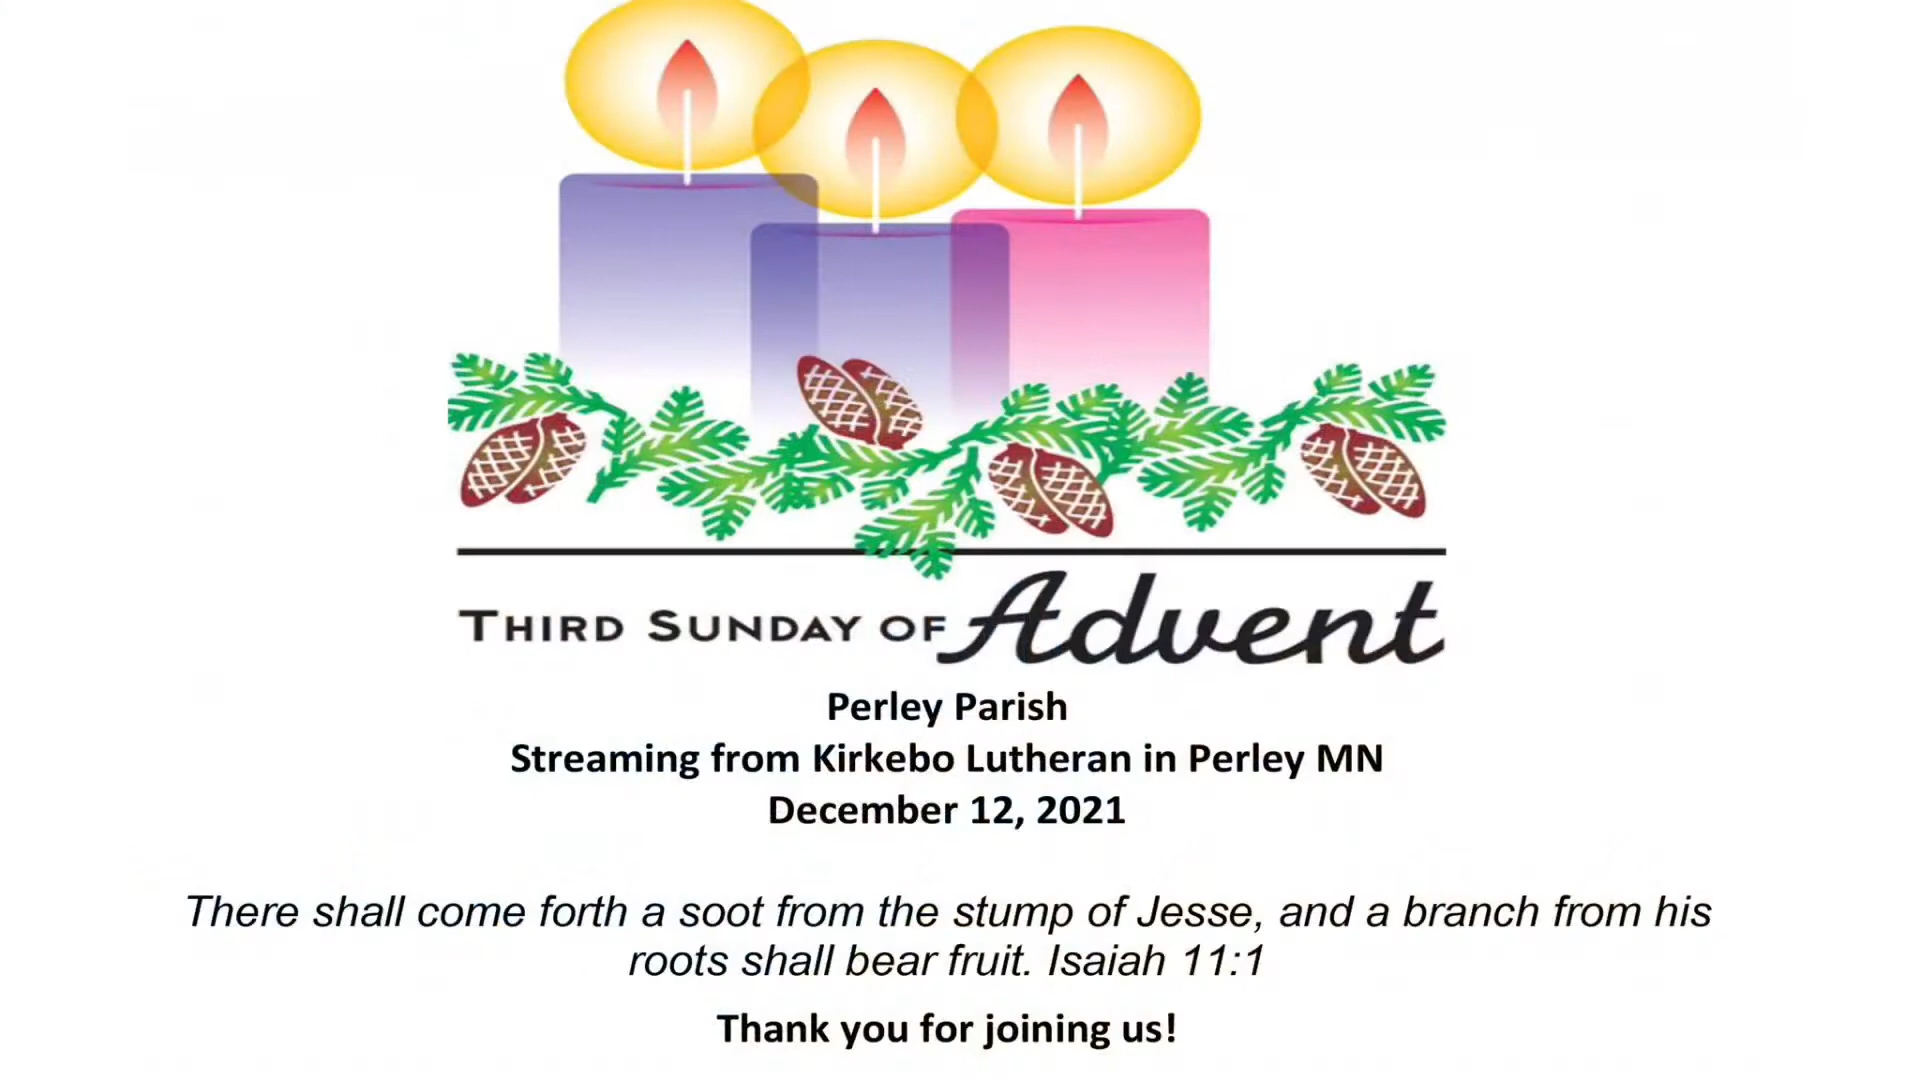 THIRD SUNDAY OF Advent
Perley Parish
Streaming from Kirkebo Lutheran in Perley MN
December 12, 2021
There shall come forth a soot from the stump of Jesse, and a branch from his
roots shall bear fruit. Isaiah 11:1
Thank you for joining us!